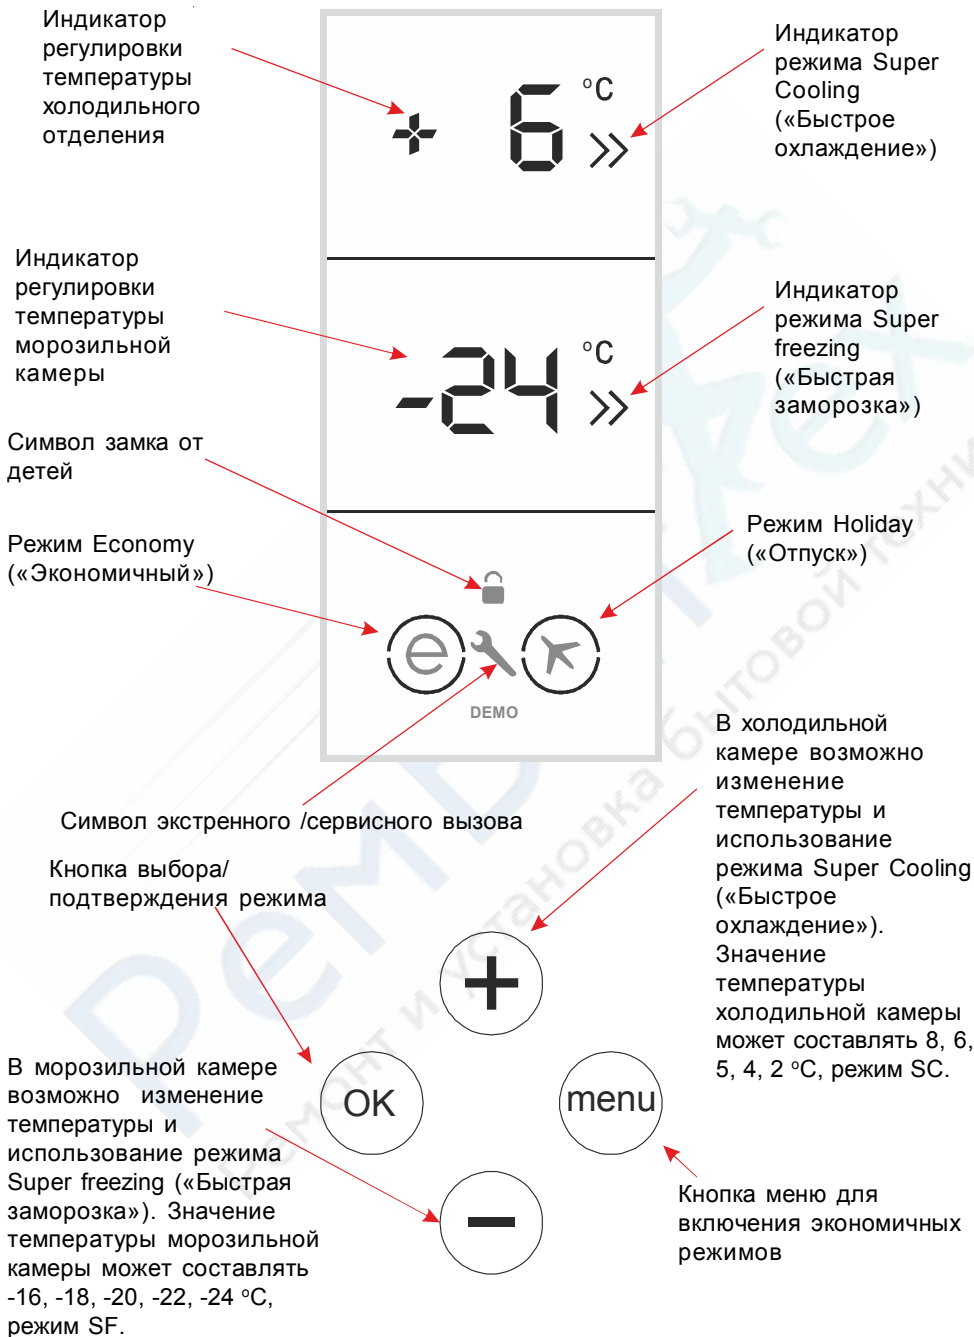 Индикатор
регулировки
температуры
холодильного
отделения
+ 6 °C
Индикатор
режима Super
Cooling
(«Быстрое
охлаждение»)
Индикатор
регулировки
температуры
морозильной
камеры
-24 °C
Индикатор
режима Super
freezing
(«Быстрая
заморозка»)
Символ замка от
детей
Режим Economy
(«Экономичный»)
Режим Holiday
(«Отпуск»)
e
DEMO
Символ экстренного /сервисного вызова
Кнопка выбора/
подтверждения режима
В холодильной
камере возможно
изменение
температуры и
использование
режима Super Cooling
(«Быстрое
охлаждение»).
Значение
температуры
холодильной камеры
может составлять 8, 6,
5, 4, 2 °C, режим SC.
+
OK
menu
−
В морозильной камере
возможно изменение
температуры и
использование режима
Super freezing («Быстрая
заморозка»). Значение
температуры морозильной
камеры может составлять
-16, -18, -20, -22, -24 °C,
режим SF.
Кнопка меню для
включения экономичных
режимов
Ремонт и установка бытовой техни